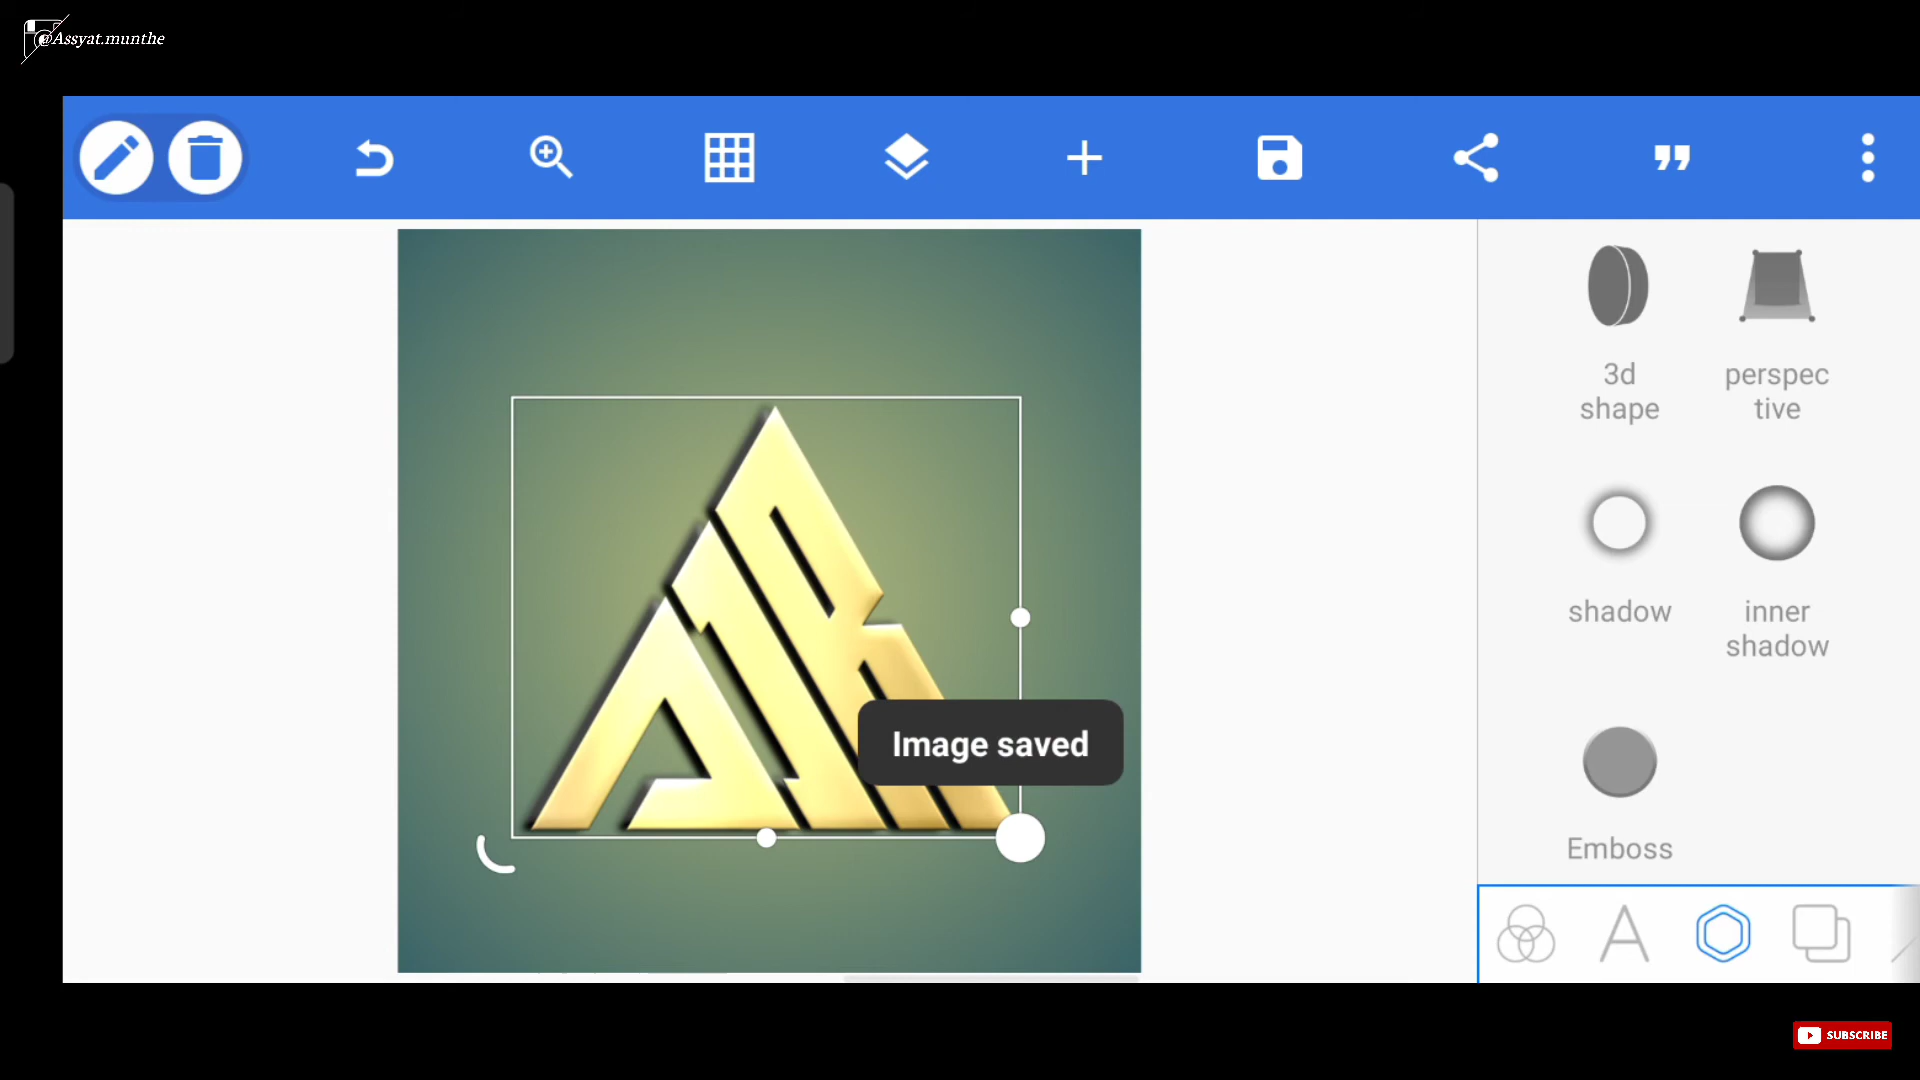 @Assyat.munthe
3d
shape
perspec
tive
shadow
inner
shadow
Image saved
Emboss
SUBSCRIBE